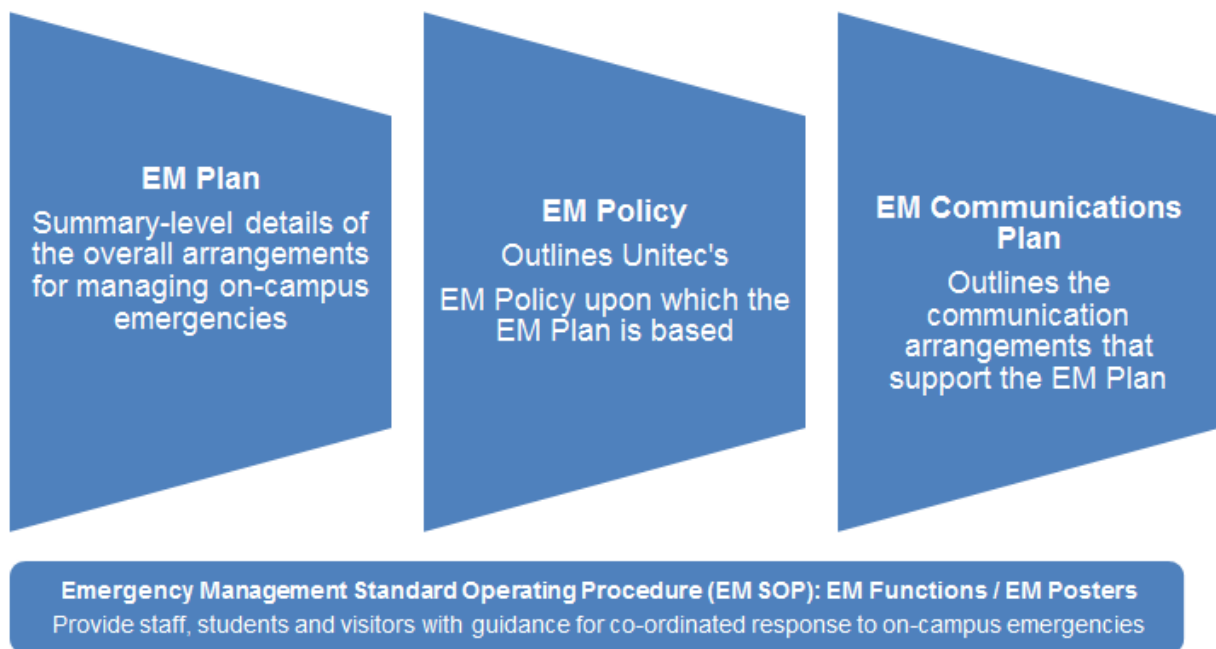 EM Plan
Summary-level details of
the overall arrangements
for managing on-campus
emergencies
EM Policy
Outlines Unitec's
EM Policy upon which the
EM Plan is based
EM Communications
Plan
Outlines the
communication
arrangements that
support the EM Plan
Emergency Management Standard Operating Procedure (EM SOP): EM Functions / EM Posters
Provide staff, students and visitors with guidance for co-ordinated response to on-campus emergencies